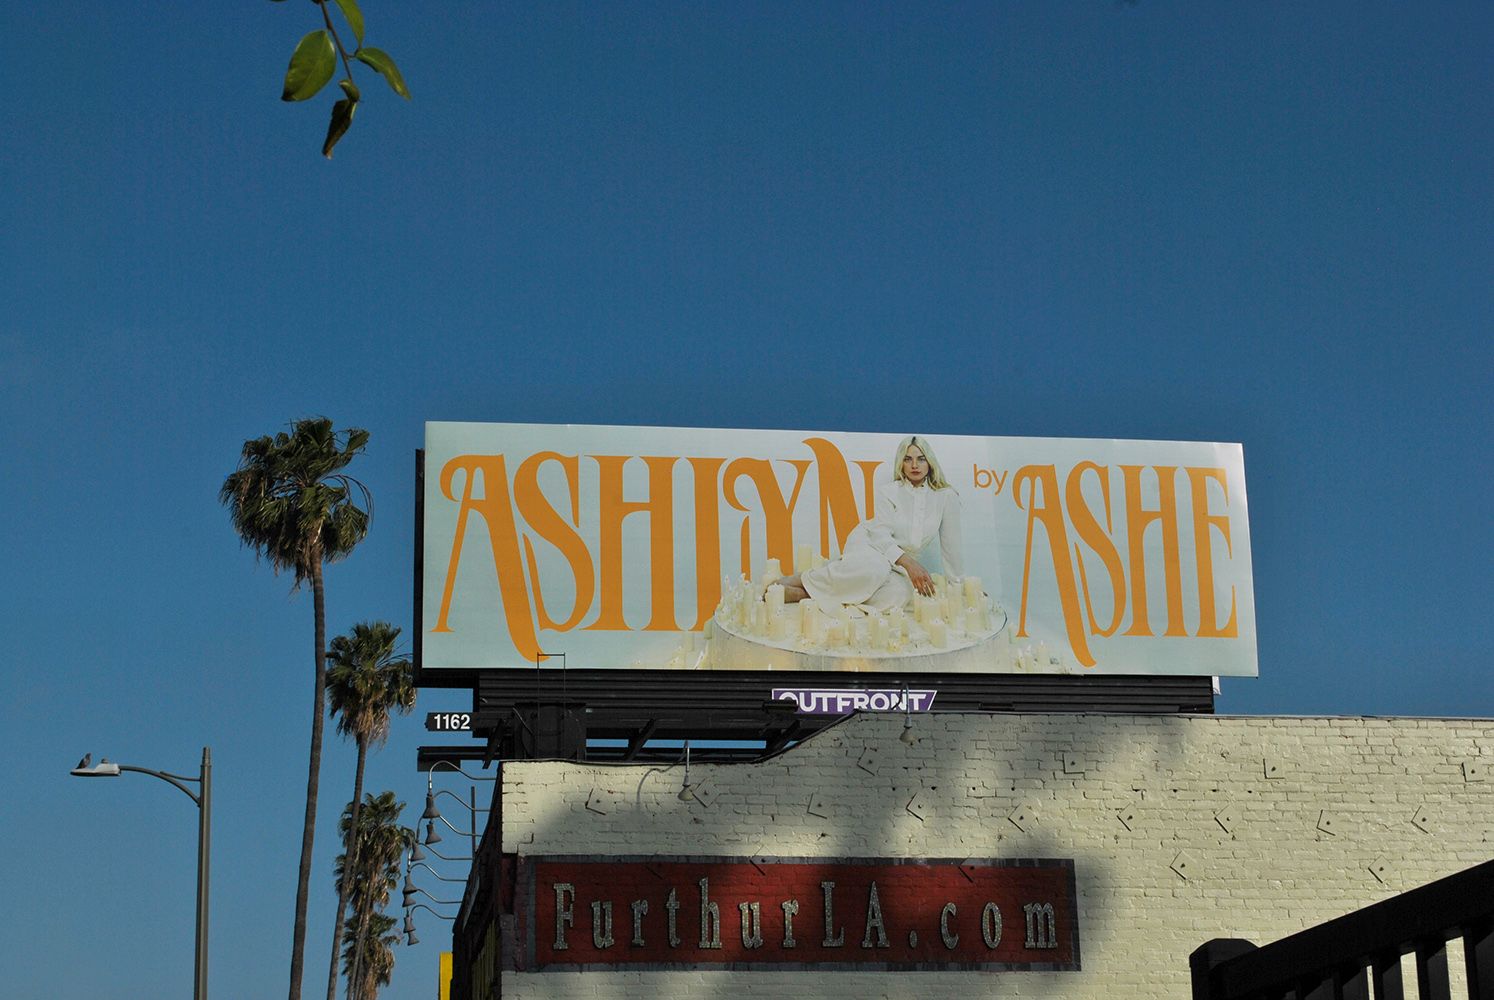 ASHLYN by ASHE
OUTFRONT
1162
FurthurLA.com